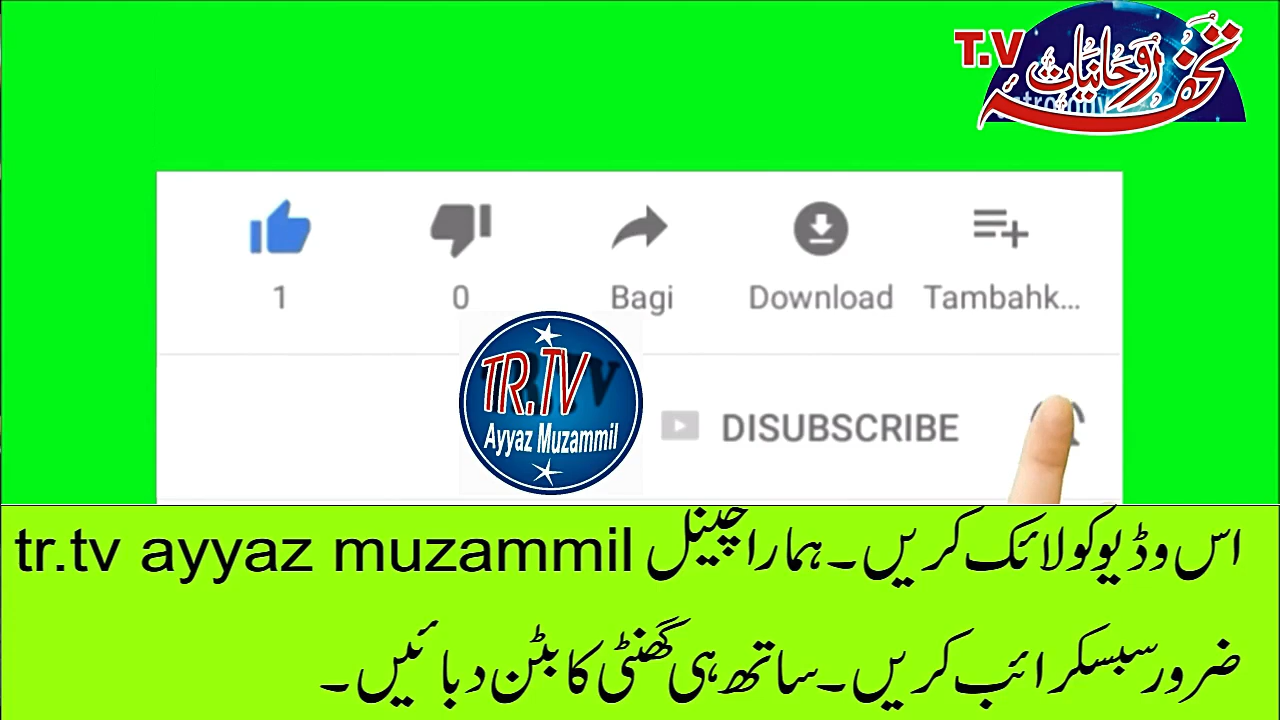 تحفہ روحانیات T.V
astrology
1
0
Bagi
Download
Tambahk...
TR.TV
Ayyaz Muzammil
DISUBSCRIBE
اس وڈیو کو لائک کریں۔ ہمارا چینل tr.tv ayyaz muzammil
ضرور سبسکرائب کریں۔ ساتھ ہی گھنٹی کا بٹن دبائیں۔